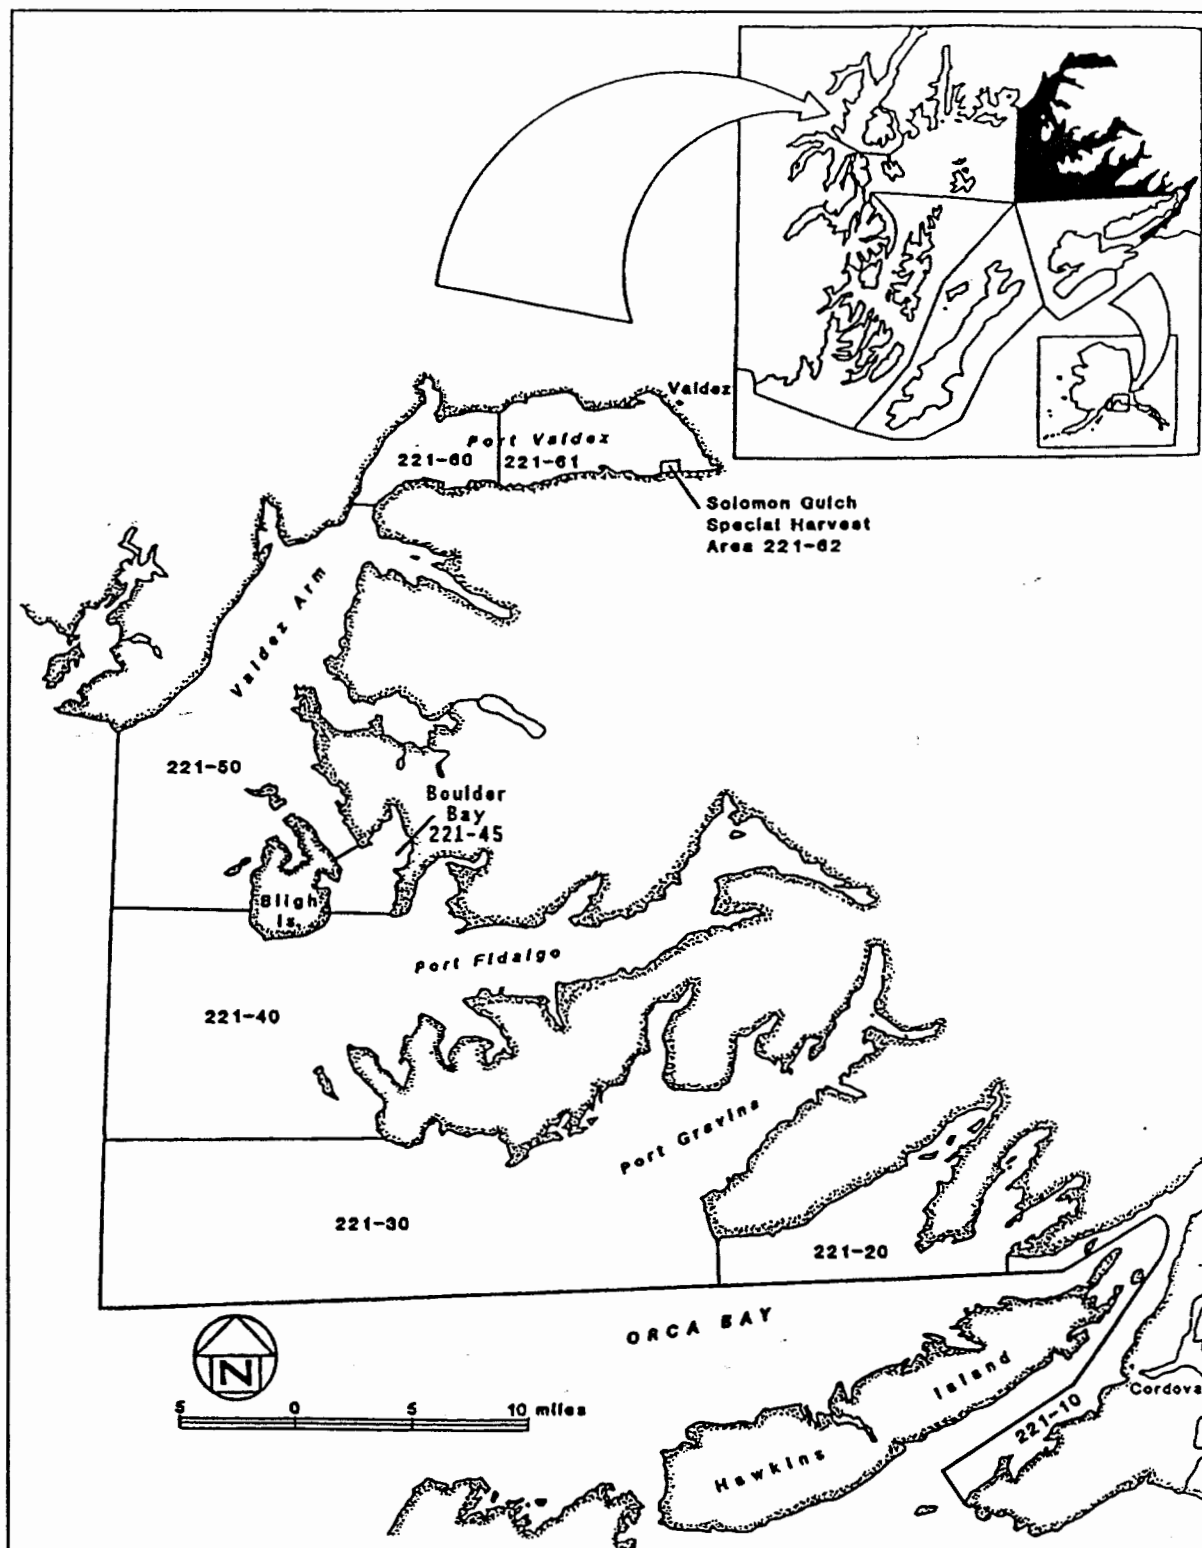 Valdez
Port Valdez
221-60
221-61
Solomon Gulch
Special Harvest
Area 221-62
Valdez Arm
221-50
Boulder
Bay
221-45
Bligh
Is.
Port Fidalgo
221-40
Port Gravina
221-30
221-20
ORCA BAY
N
5 0 5 10 miles
Hawkins Island
Cordova
221-10